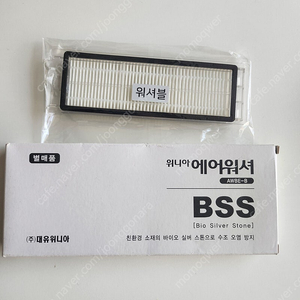 워셔블
별매품
위니아 에어워셔
AWBE-B
BSS
[Bio Silver Stone]
친환경 소재의 바이오 실버 스톤으로 수조 오염 방지
(주) 대유위니아